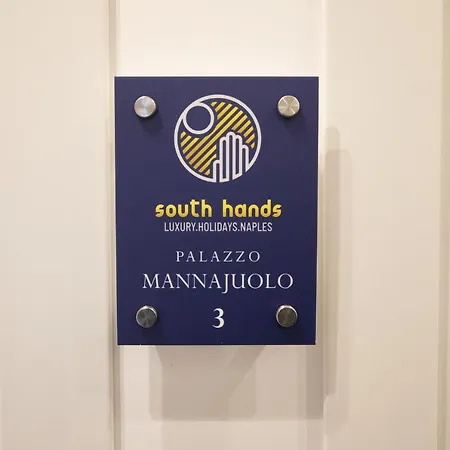 south hands
LUXURY.HOLIDAYS.NAPLES
PALAZZO
MANNAJUOLO
3